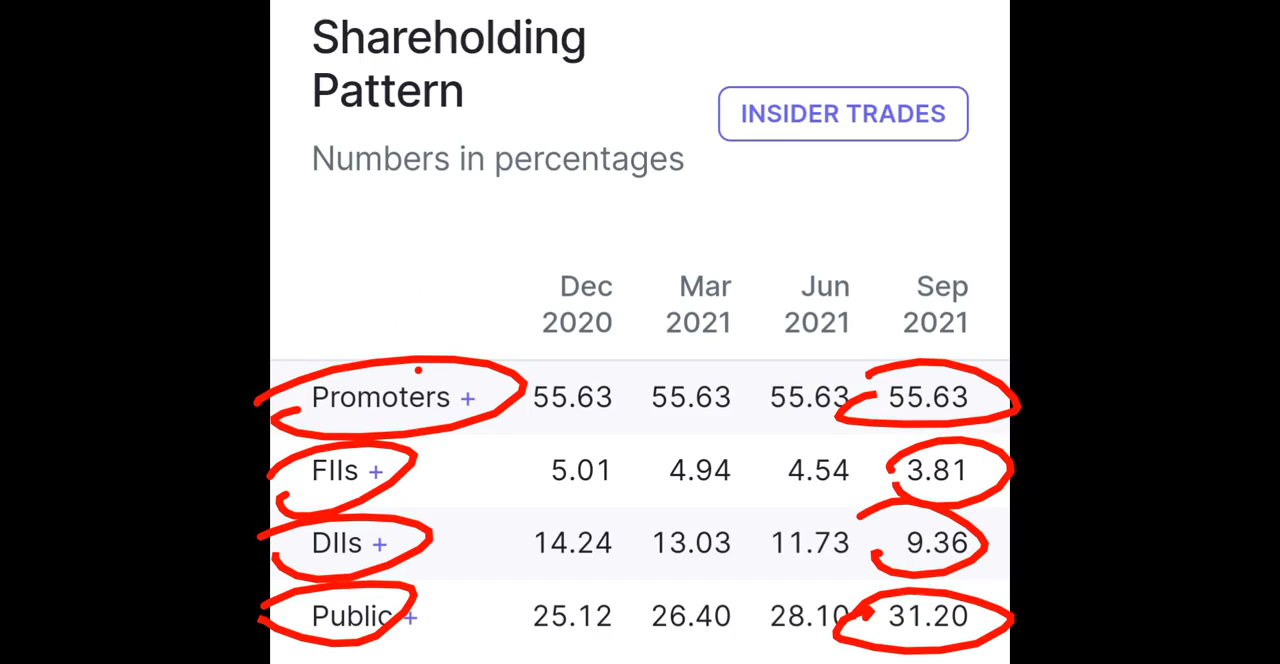 Shareholding
Pattern
INSIDER TRADES
Numbers in percentages
Dec Mar Jun Sep
2020 2021 2021 2021
Promoters + 55.63 55.63 55.63 55.63
FIIs + 5.01 4.94 4.54 3.81
DIIs + 14.24 13.03 11.73 9.36
Public + 25.12 26.40 28.10 31.20